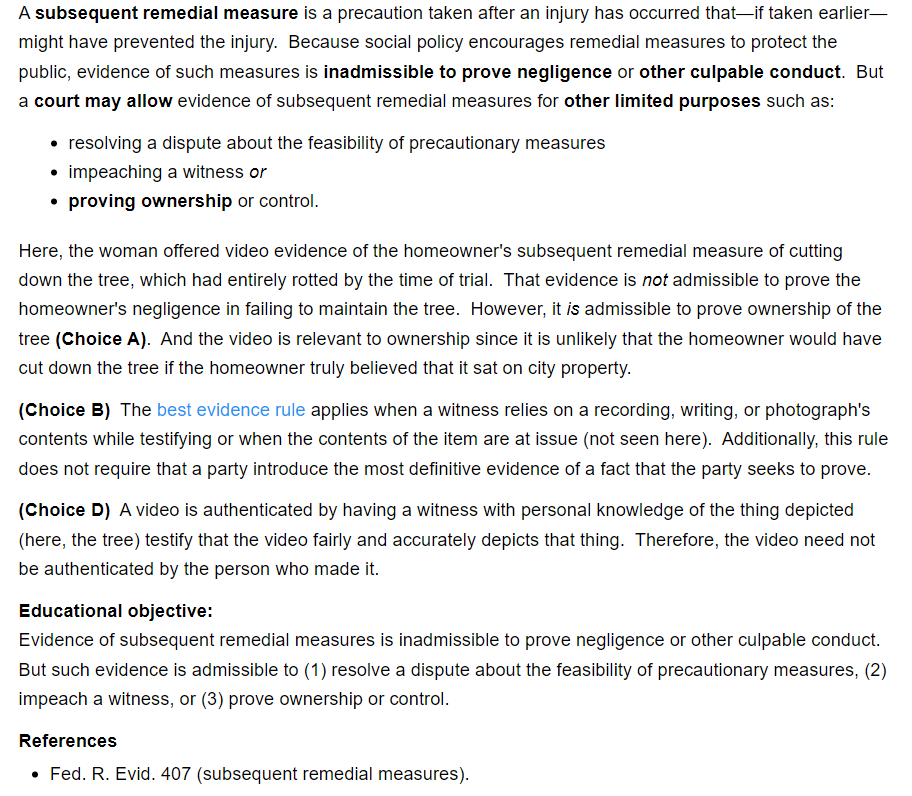 A subsequent remedial measure is a precaution taken after an injury has occurred that—if taken earlier—
might have prevented the injury. Because social policy encourages remedial measures to protect the
public, evidence of such measures is inadmissible to prove negligence or other culpable conduct. But
a court may allow evidence of subsequent remedial measures for other limited purposes such as:
• resolving a dispute about the feasibility of precautionary measures
• impeaching a witness or
• proving ownership or control.
Here, the woman offered video evidence of the homeowner's subsequent remedial measure of cutting
down the tree, which had entirely rotted by the time of trial. That evidence is not admissible to prove the
homeowner's negligence in failing to maintain the tree. However, it is admissible to prove ownership of the
tree (Choice A). And the video is relevant to ownership since it is unlikely that the homeowner would have
cut down the tree if the homeowner truly believed that it sat on city property.
(Choice B) The best evidence rule applies when a witness relies on a recording, writing, or photograph's
contents while testifying or when the contents of the item are at issue (not seen here). Additionally, this rule
does not require that a party introduce the most definitive evidence of a fact that the party seeks to prove.
(Choice D) A video is authenticated by having a witness with personal knowledge of the thing depicted
(here, the tree) testify that the video fairly and accurately depicts that thing. Therefore, the video need not
be authenticated by the person who made it.
Educational objective:
Evidence of subsequent remedial measures is inadmissible to prove negligence or other culpable conduct.
But such evidence is admissible to (1) resolve a dispute about the feasibility of precautionary measures, (2)
impeach a witness, or (3) prove ownership or control.
References
• Fed. R. Evid. 407 (subsequent remedial measures).